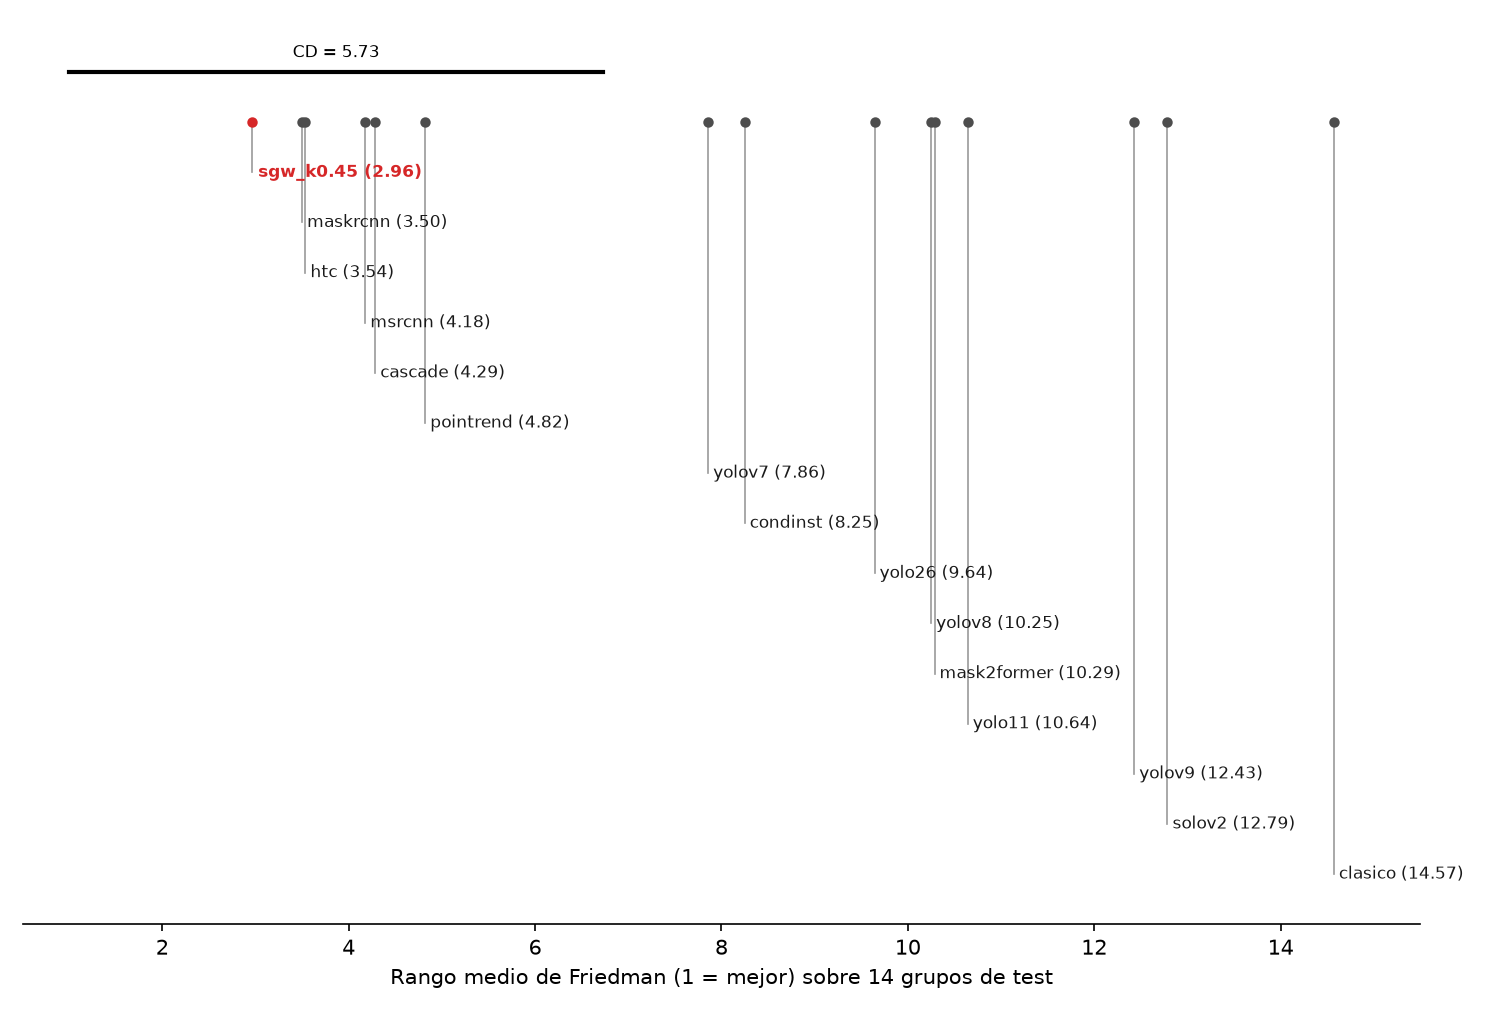 CD = 5.73
sgw_k0.45 (2.96)
maskrcnn (3.50)
htc (3.54)
msrcnn (4.18)
cascade (4.29)
pointrend (4.82)
yolov7 (7.86)
condinst (8.25)
yolo26 (9.64)
yolov8 (10.25)
mask2former (10.29)
yolo11 (10.64)
yolov9 (12.43)
solov2 (12.79)
clasico (14.57)
2 4 6 8 10 12 14
Rango medio de Friedman (1 = mejor) sobre 14 grupos de test